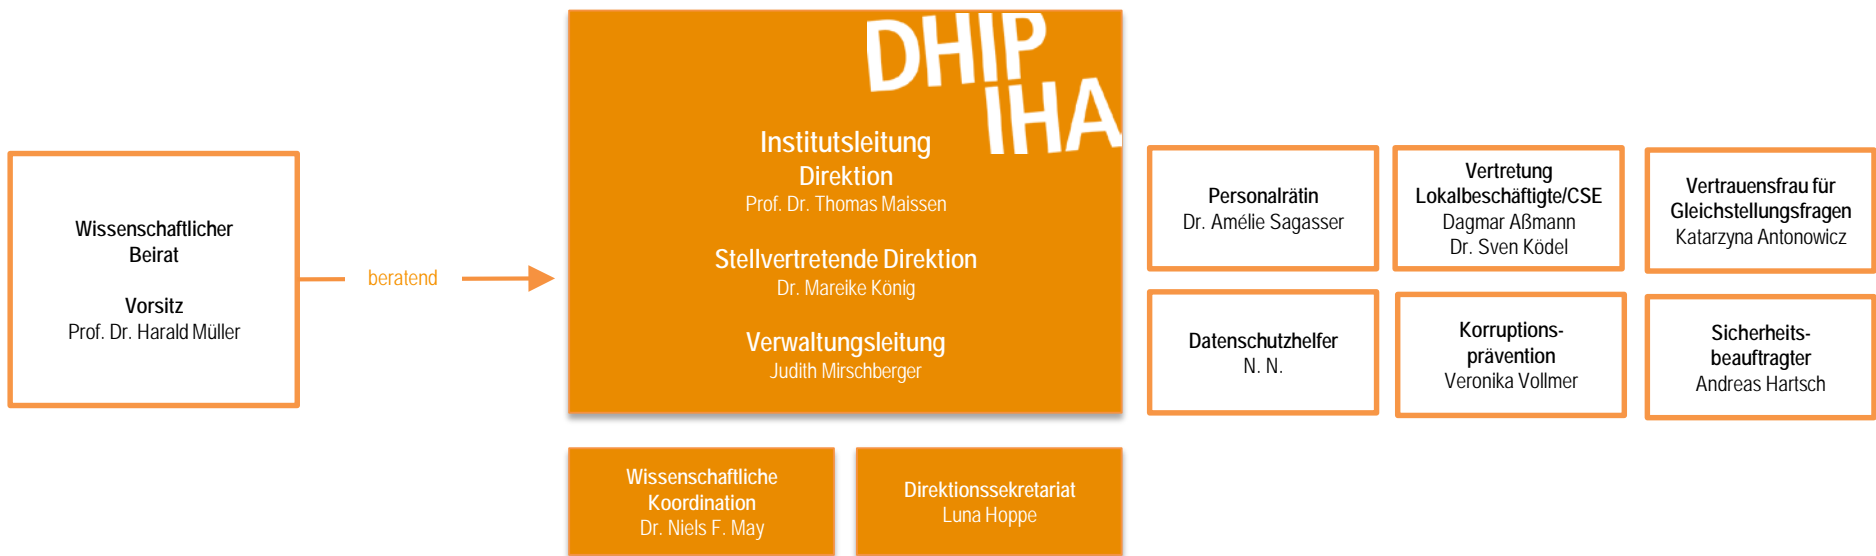 Wissenschaftlicher
Beirat
Vorsitz
Prof. Dr. Harald Müller
beratend
DHIP
IHA
Institutsleitung
Direktion
Prof. Dr. Thomas Maissen
Stellvertretende Direktion
Dr. Mareike König
Verwaltungsleitung
Judith Mirschberger
Wissenschaftliche
Koordination
Dr. Niels F. May
Direktionssekretariat
Luna Hoppe
Personalrätin
Dr. Amélie Sagasser
Vertretung
Lokalbeschäftigte/CSE
Dagmar Aßmann
Dr. Sven Ködel
Vertrauensfrau für
Gleichstellungsfragen
Katarzyna Antonowicz
Datenschutzhelfer
N. N.
Korruptions-
prävention
Veronika Vollmer
Sicherheits-
beauftragter
Andreas Hartsch